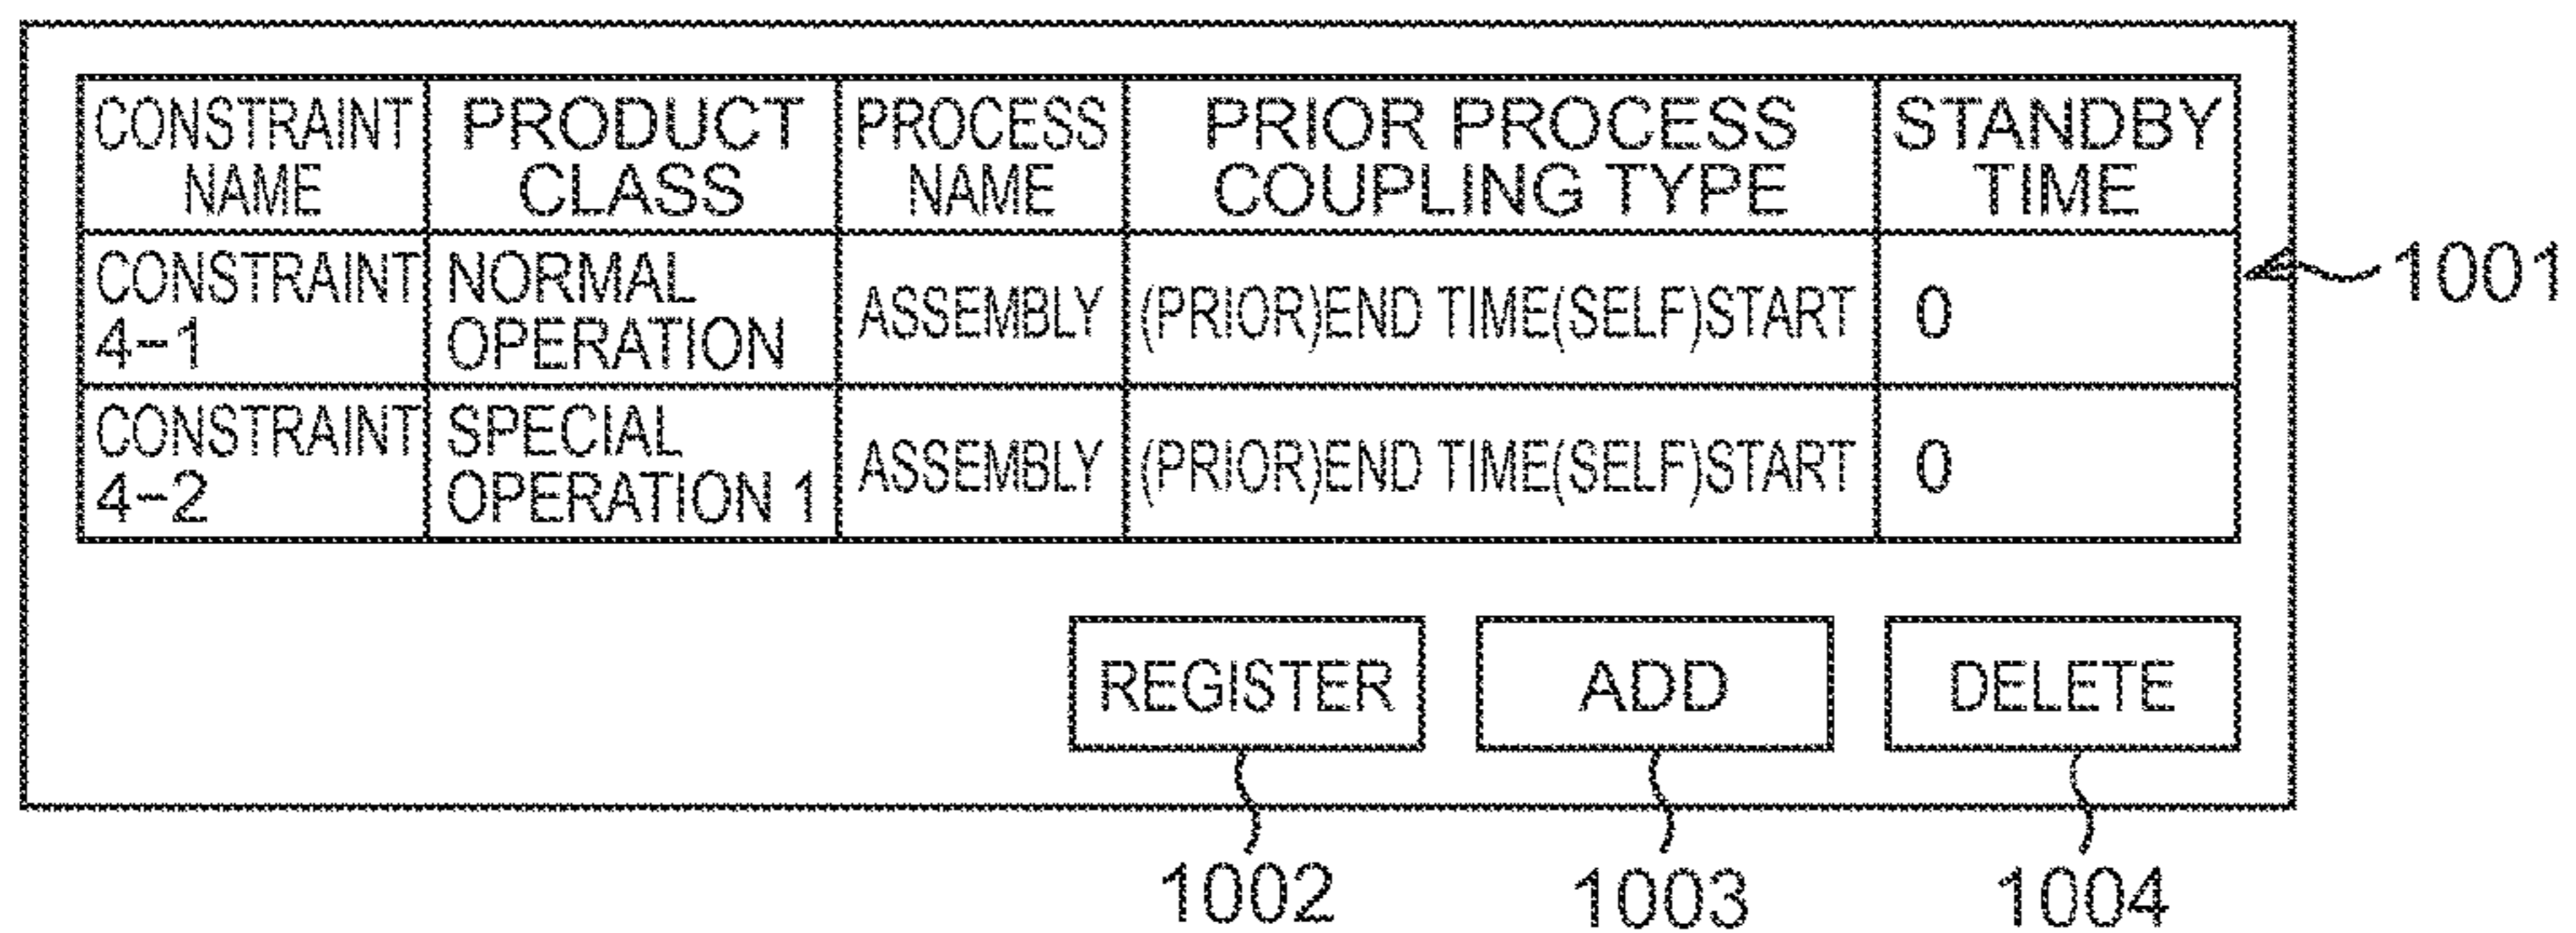 CONSTRAINT NAME PRODUCT CLASS PROCESS NAME PRIOR PROCESS COUPLING TYPE STANDBY TIME
CONSTRAINT 4-1 NORMAL OPERATION ASSEMBLY (PRIOR)END TIME(SELF)START 0
1001
CONSTRAINT 4-2 SPECIAL OPERATION 1 ASSEMBLY (PRIOR)END TIME(SELF)START 0
REGISTER ADD DELETE
1002 1003 1004